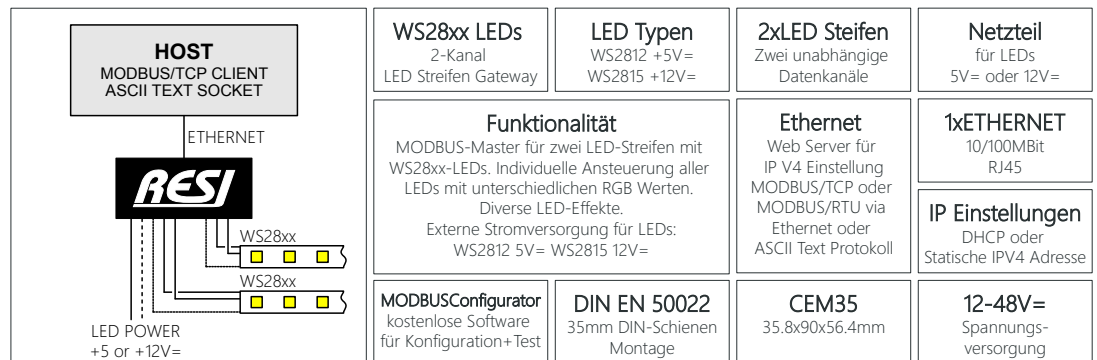 HOST
MODBUS/TCP CLIENT
ASCII TEXT SOCKET
ETHERNET
RESI
WS28xx
WS28xx
LED POWER
+5 or +12V=
WS28xx LEDs
2-Kanal
LED Streifen Gateway
LED Typen
WS2812 +5V=
WS2815 +12V=
2xLED Steifen
Zwei unabhängige
Datenkanäle
Netzteil
für LEDs
5V= oder 12V=
Funktionalität
MODBUS-Master für zwei LED-Streifen mit
WS28xx-LEDs. Individuelle Ansteuerung aller
LEDs mit unterschiedlichen RGB Werten.
Diverse LED-Effekte.
Externe Stromversorgung für LEDs:
WS2812 5V= WS2815 12V=
Ethernet
Web Server für
IP V4 Einstellung
MODBUS/TCP oder
MODBUS/RTU via
Ethernet oder
ASCII Text Protokoll
1xETHERNET
10/100MBit
RJ45
IP Einstellungen
DHCP oder
Statische IPV4 Adresse
MODBUSConfigurator
kostenlose Software
für Konfiguration+Test
DIN EN 50022
35mm DIN-Schienen
Montage
CEM35
35.8x90x56.4mm
12-48V=
Spannungs-
versorgung